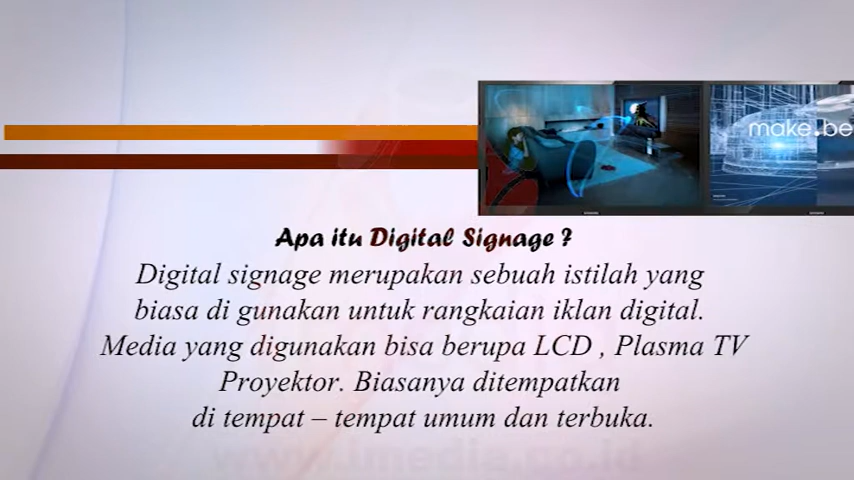 make.be
Apa itu Digital Signage ?
Digital signage merupakan sebuah istilah yang
biasa di gunakan untuk rangkaian iklan digital.
Media yang digunakan bisa berupa LCD , Plasma TV
Proyektor. Biasanya ditempatkan
di tempat – tempat umum dan terbuka.